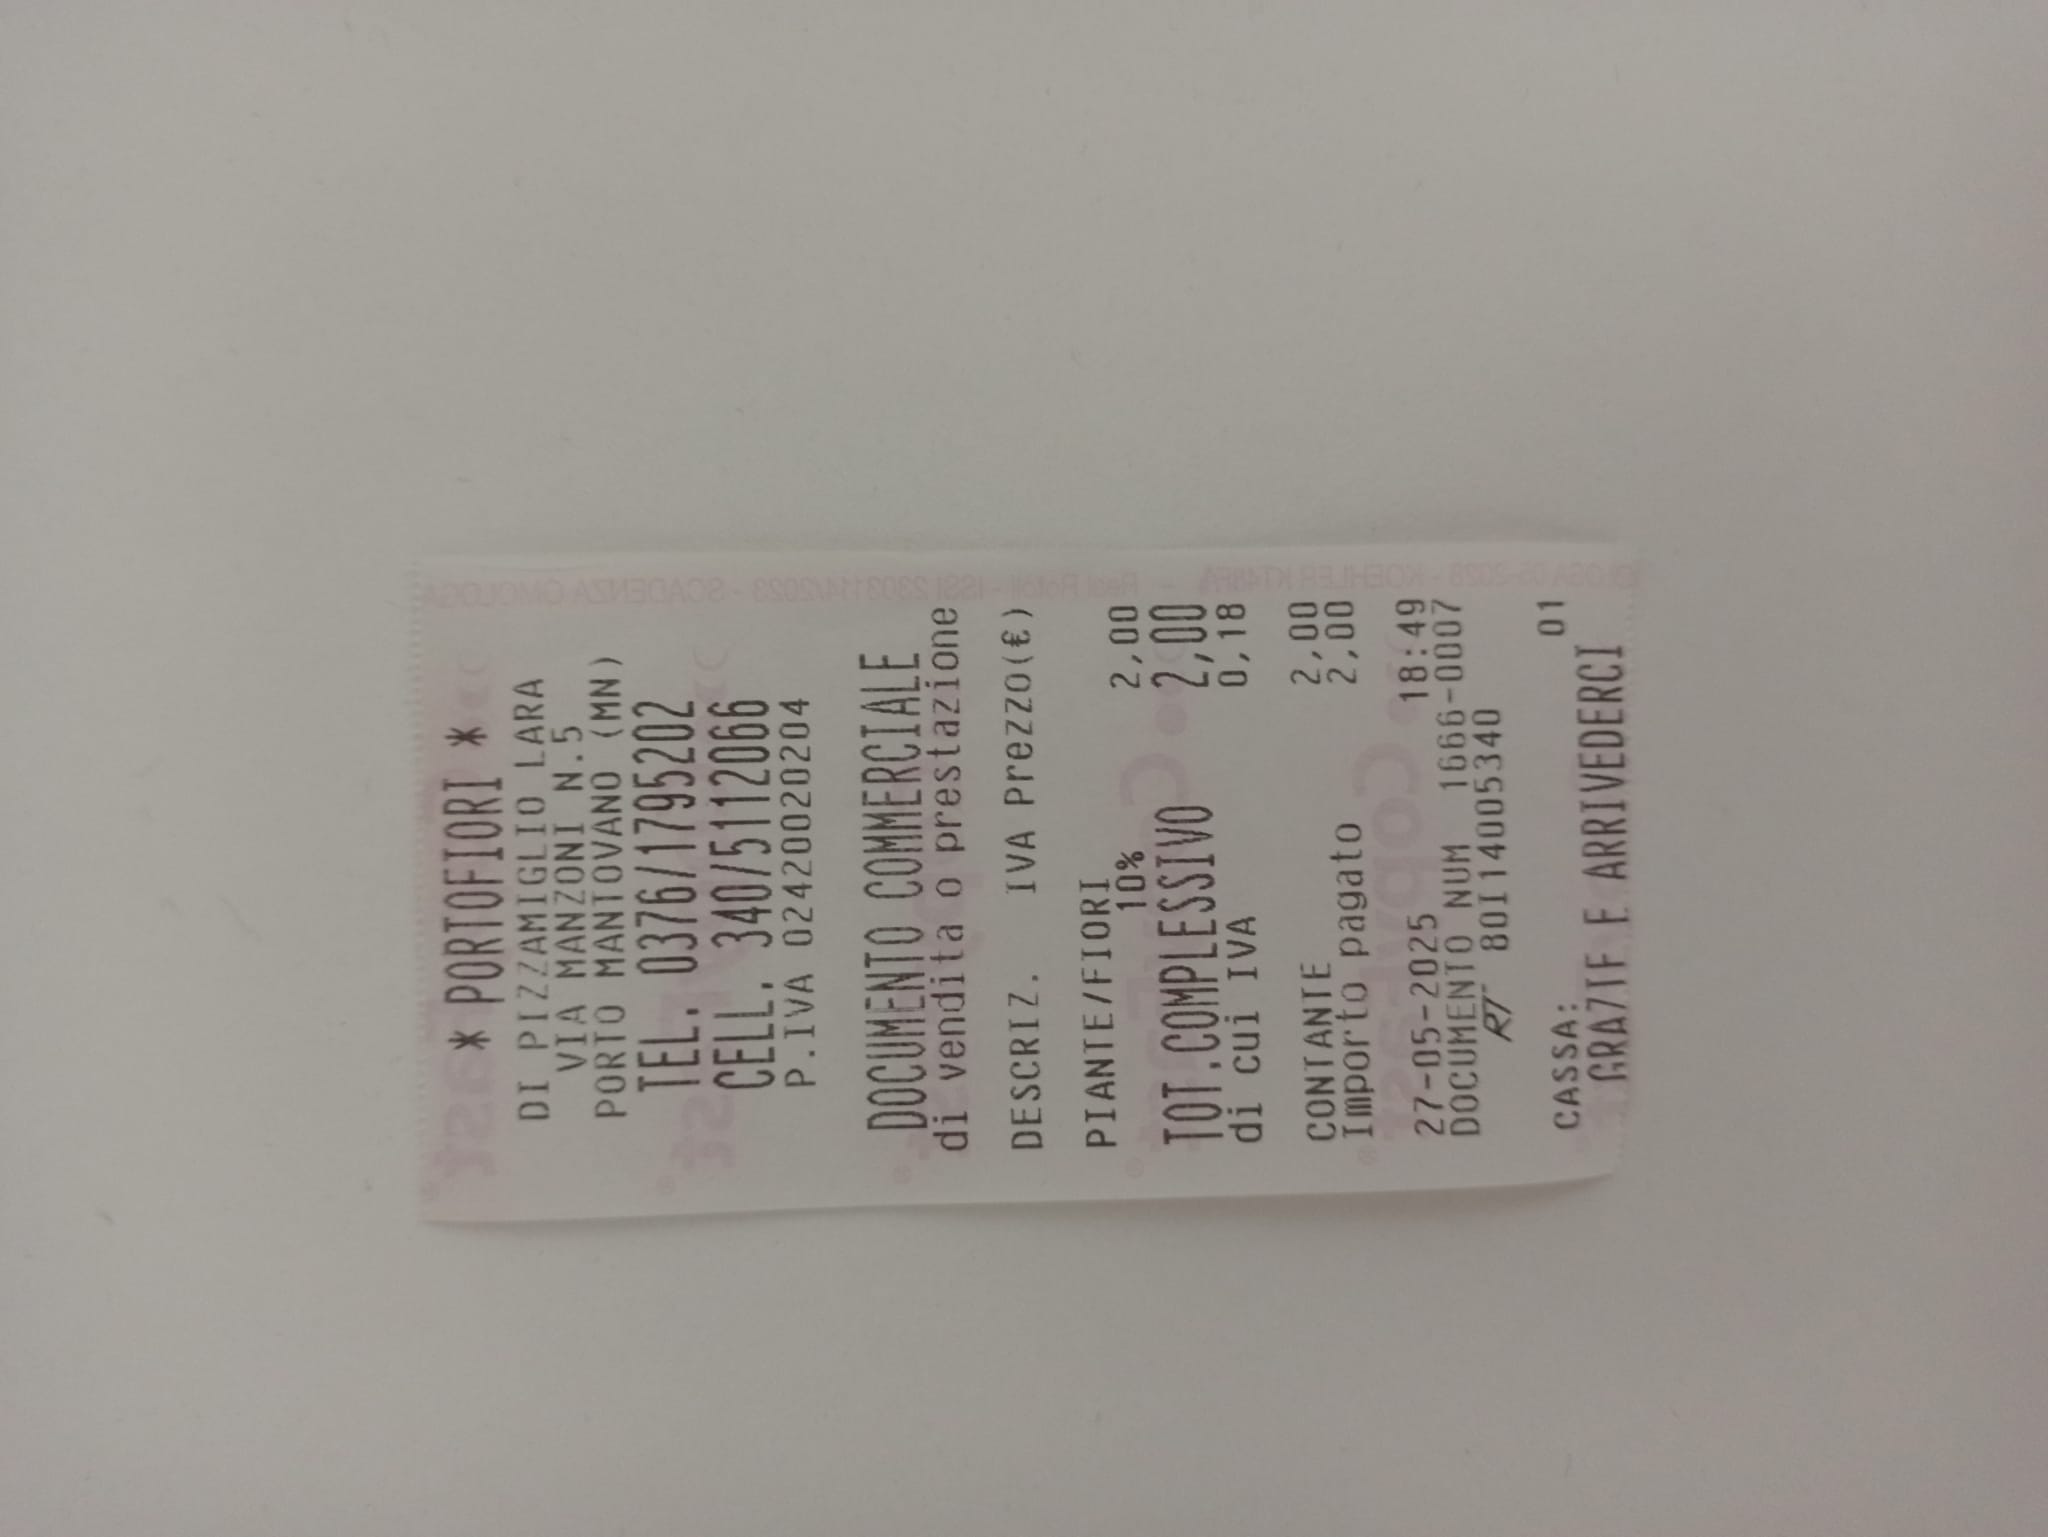 * PORTOFIORI *
DI PIZZAMIGLIO LARA
VIA MANZONI N.5
PORTO MANTOVANO (MN)
TEL. 0376/1795202
CELL. 340/5112066
P.IVA 02420020204
DOCUMENTO COMMERCIALE
di vendita o prestazione
DESCRIZ. IVA Prezzo(€)
PIANTE/FIORI
10% 2,00
TOT.COMPLESSIVO 2,00
di cui IVA 0,18
CONTANTE 2,00
Importo pagato 2,00
27-05-2025 18:49
DOCUMENTO NUM 1666-0007
RT 80I14005340
CASSA: 01
GRAZIE E ARRIVEDERCI